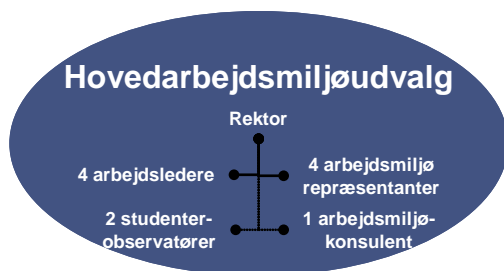 Hovedarbejdsmiljøudvalg
Rektor
4 arbejdsledere
4 arbejdsmiljø
repræsentanter
2 studenter-
observatører
1 arbejdsmiljø-
konsulent